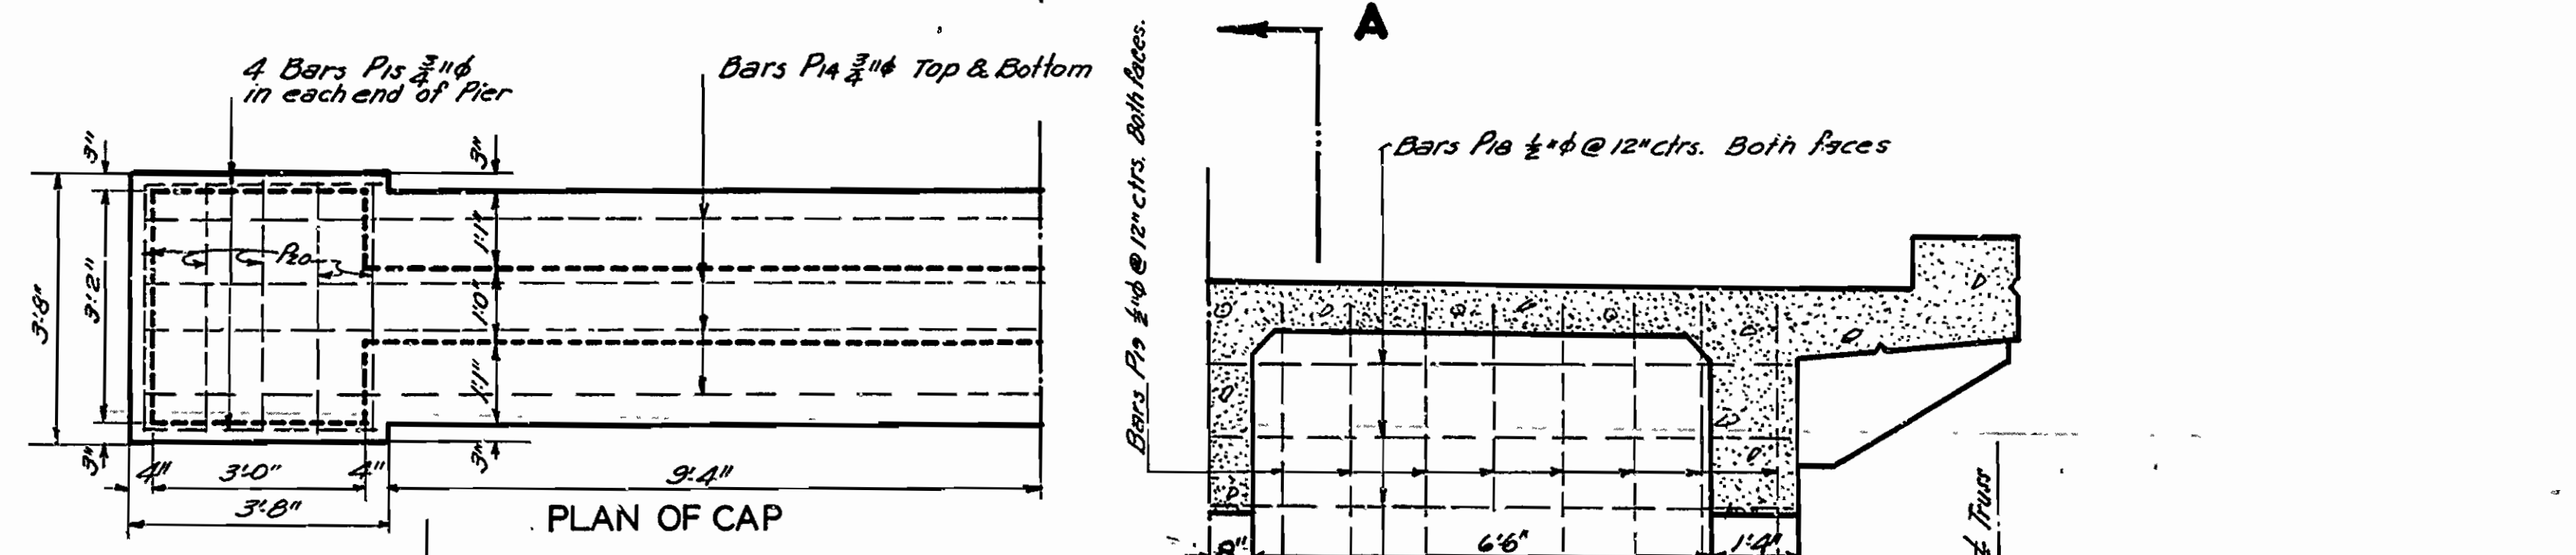 4 Bars P15 3/4"φ
in each end of Pier
Bars P14 3/4"φ Top & Bottom
3"
3"
3'-8"
3'-2"
P20
1'-1"
1'-0"
1'-1"
3"
3"
4"
3'-0"
4"
9'-4"
3'-8"
PLAN OF CAP
A
Bars P19 1/2"φ @ 12" ctrs. Both faces.
Bars P18 1/2"φ @ 12" ctrs. Both faces
8"
6'-6"
1'-4"
Truss